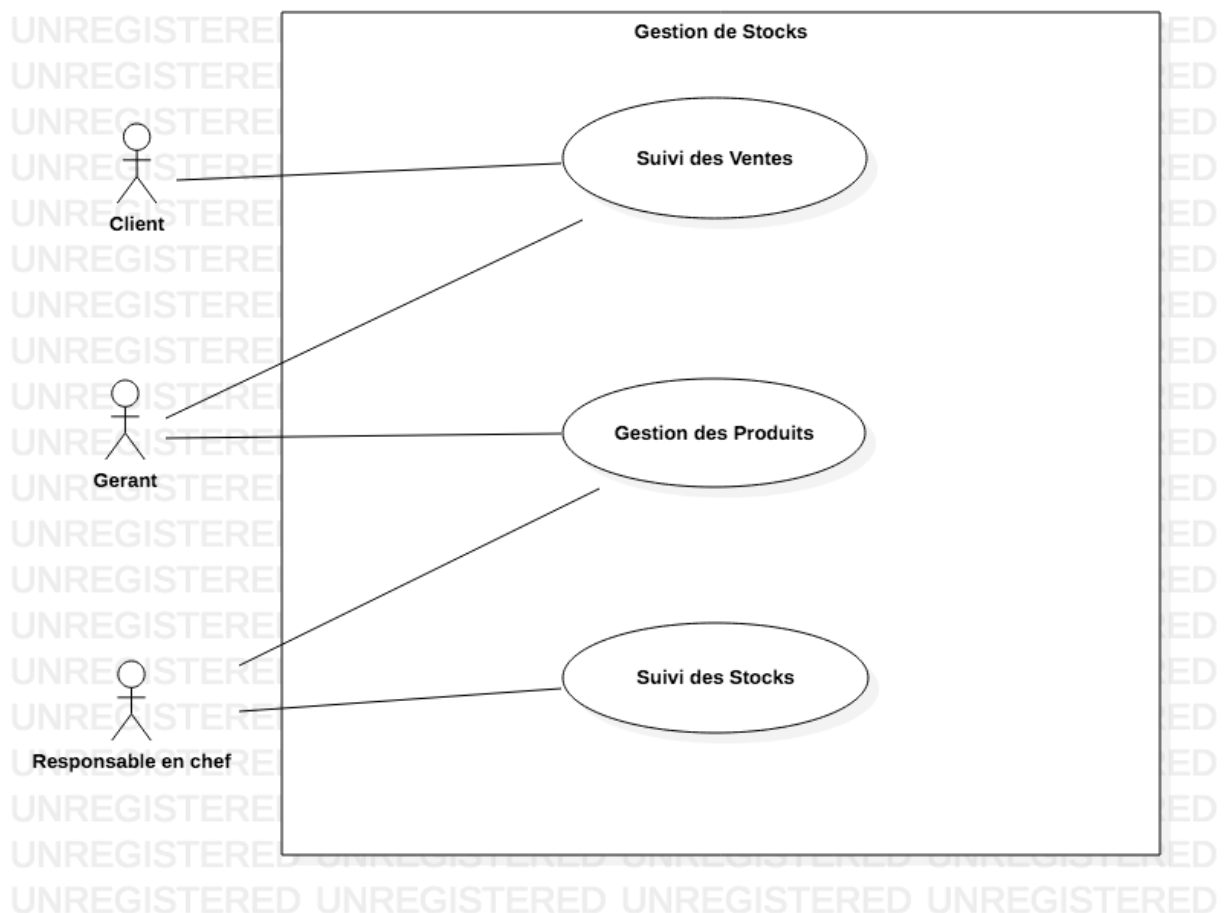 Gestion de Stocks
Suivi des Ventes
Client
Gestion des Produits
Gerant
Suivi des Stocks
Responsable en chef
UNREGISTERED UNREGISTERED UNREGISTERED UNREGISTERED